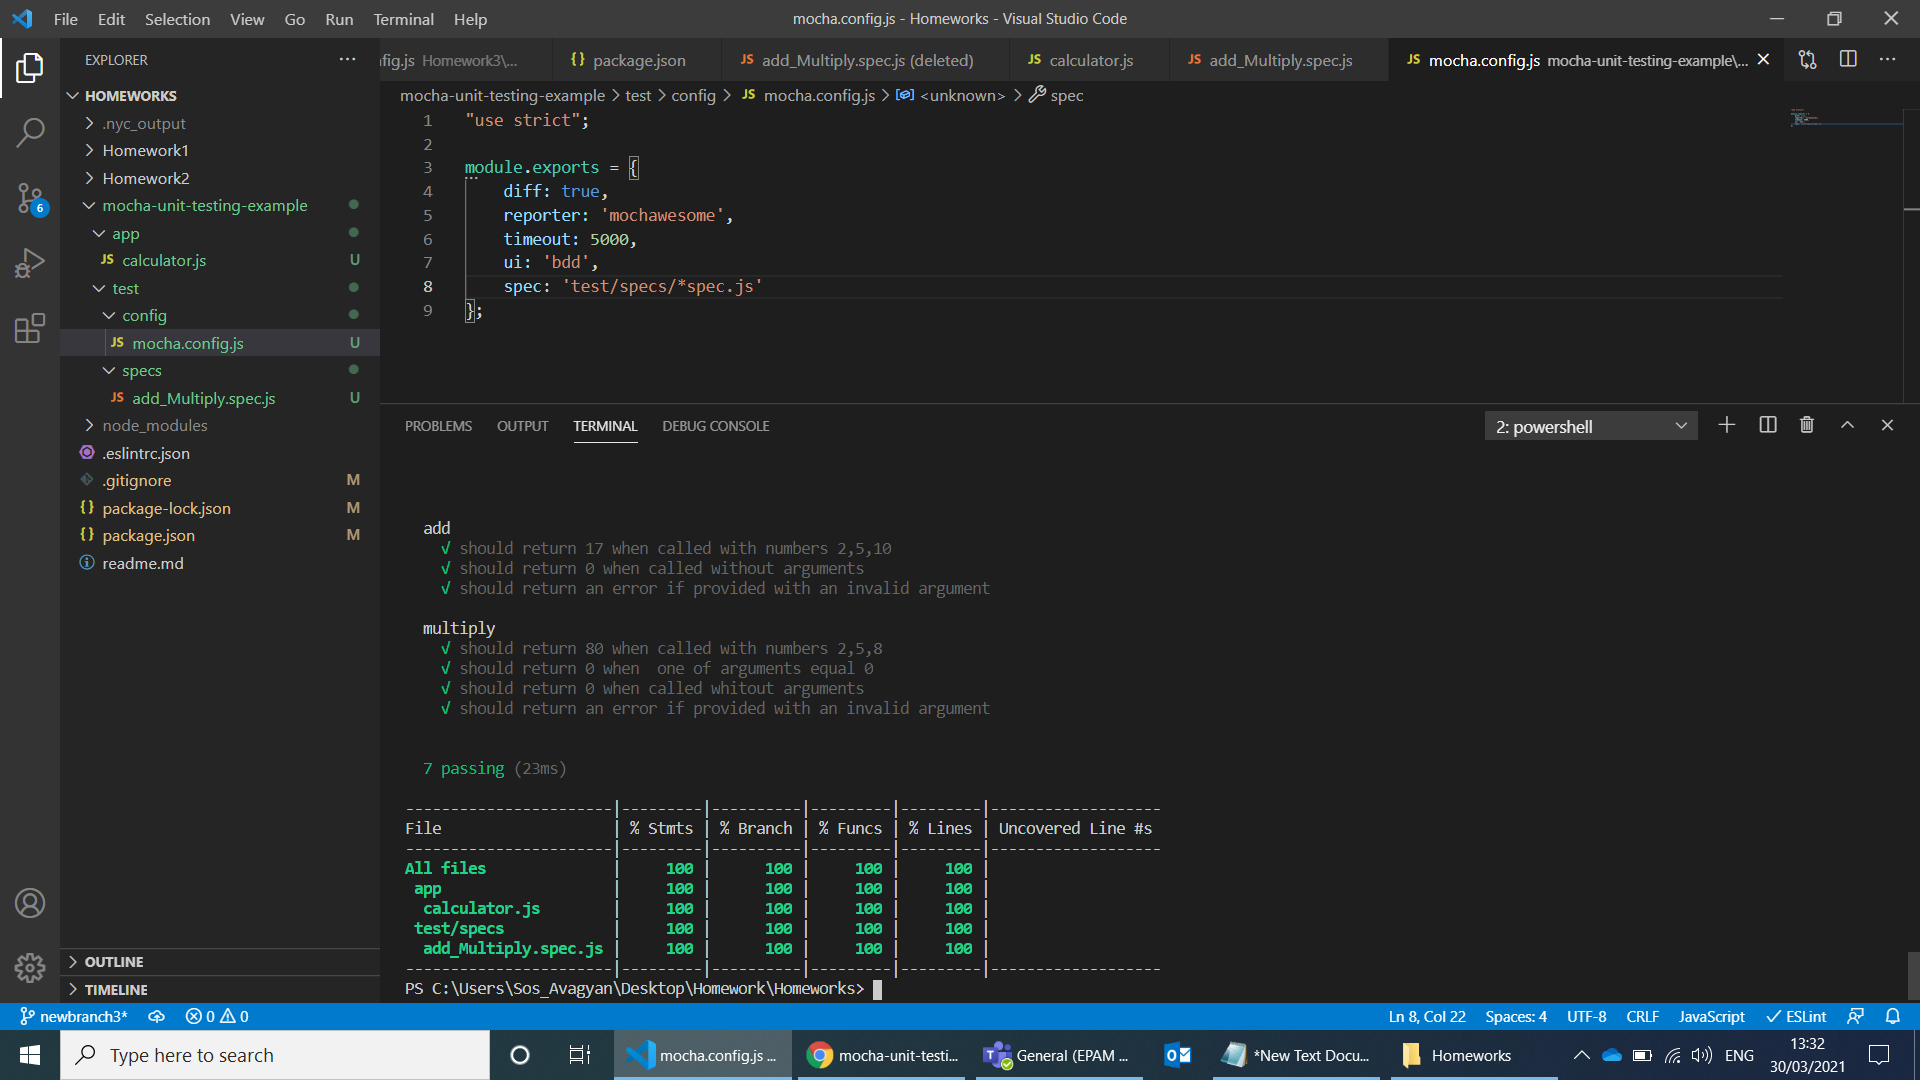 File Edit Selection View Go Run Terminal Help
mocha.config.js - Homeworks - Visual Studio Code
EXPLORER
HOMEWORKS
.nyc_output
Homework1
Homework2
mocha-unit-testing-example
app
JS calculator.js U
test
config
JS mocha.config.js U
specs
JS add_Multiply.spec.js U
node_modules
.eslintrc.json
.gitignore M
{} package-lock.json M
{} package.json M
readme.md
OUTLINE
TIMELINE
6
fig.js Homework3\...
{} package.json
JS add_Multiply.spec.js (deleted)
JS calculator.js
JS add_Multiply.spec.js
JS mocha.config.js mocha-unit-testing-example\...
mocha-unit-testing-example > test > config > JS mocha.config.js > <unknown> > spec
1 "use strict";
2
3 module.exports = {
4 diff: true,
5 reporter: 'mochawesome',
6 timeout: 5000,
7 ui: 'bdd',
8 spec: 'test/specs/*spec.js'
9 };
PROBLEMS OUTPUT TERMINAL DEBUG CONSOLE
2: powershell
add
√ should return 17 when called with numbers 2,5,10
√ should return 0 when called without arguments
√ should return an error if provided with an invalid argument
multiply
√ should return 80 when called with numbers 2,5,8
√ should return 0 when  one of arguments equal 0
√ should return 0 when called whitout arguments
√ should return an error if provided with an invalid argument
7 passing (23ms)
-----------------------|---------|----------|---------|---------|-------------------
File                   | % Stmts | % Branch | % Funcs | % Lines | Uncovered Line #s
-----------------------|---------|----------|---------|---------|-------------------
All files              |     100 |      100 |     100 |     100 |
app                   |     100 |      100 |     100 |     100 |
calculator.js        |     100 |      100 |     100 |     100 |
test/specs            |     100 |      100 |     100 |     100 |
add_Multiply.spec.js |     100 |      100 |     100 |     100 |
-----------------------|---------|----------|---------|---------|-------------------
PS C:\Users\Sos_Avagyan\Desktop\Homework\Homeworks>
newbranch3* 0 0
Ln 8, Col 22 Spaces: 4 UTF-8 CRLF JavaScript ESLint
Type here to search
mocha.config.js ...
mocha-unit-testi...
General (EPAM ...
*New Text Docu...
Homeworks
ENG
13:32
30/03/2021